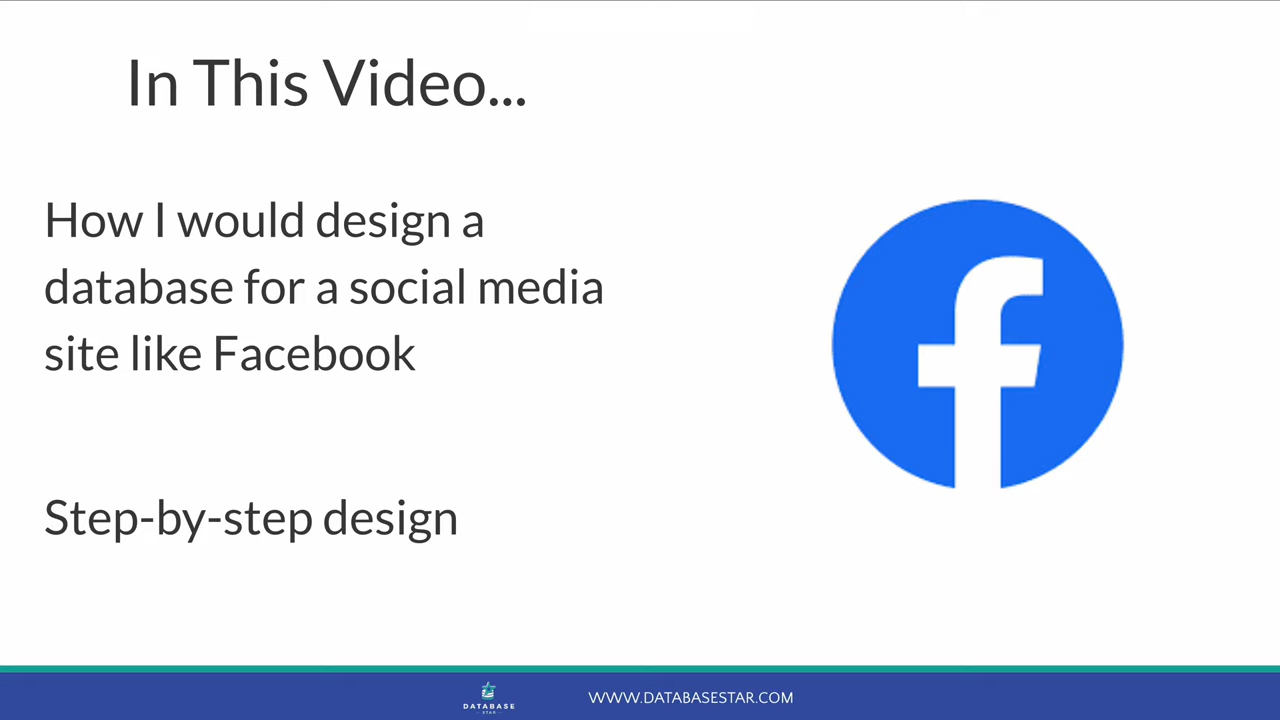 In This Video...
How I would design a
database for a social media
site like Facebook
Step-by-step design
DATABASE
STAR
WWW.DATABASESTAR.COM